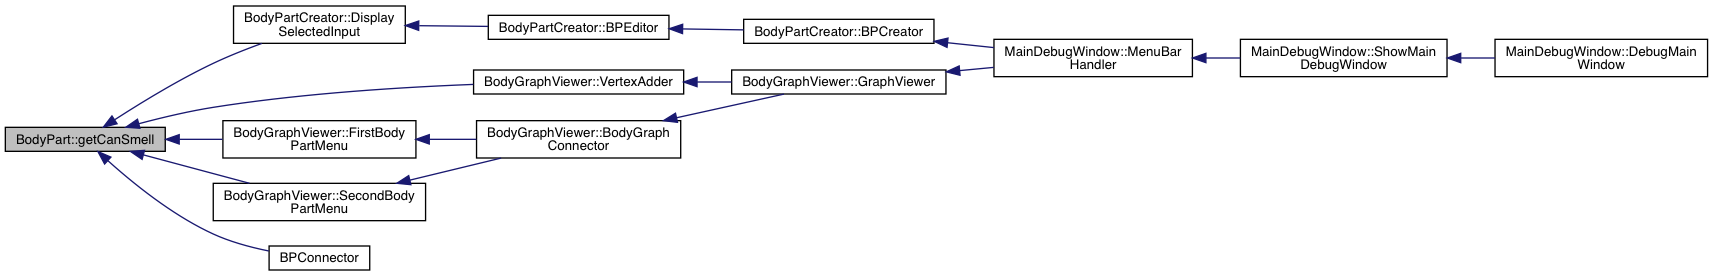 BodyPart::getCanSmell
BodyPartCreator::Display
SelectedInput
BodyPartCreator::BPEditor
BodyPartCreator::BPCreator
MainDebugWindow::MenuBar
Handler
MainDebugWindow::ShowMain
DebugWindow
MainDebugWindow::DebugMain
Window
BodyGraphViewer::VertexAdder
BodyGraphViewer::GraphViewer
BodyGraphViewer::FirstBody
PartMenu
BodyGraphViewer::BodyGraph
Connector
BodyGraphViewer::SecondBody
PartMenu
BPConnector